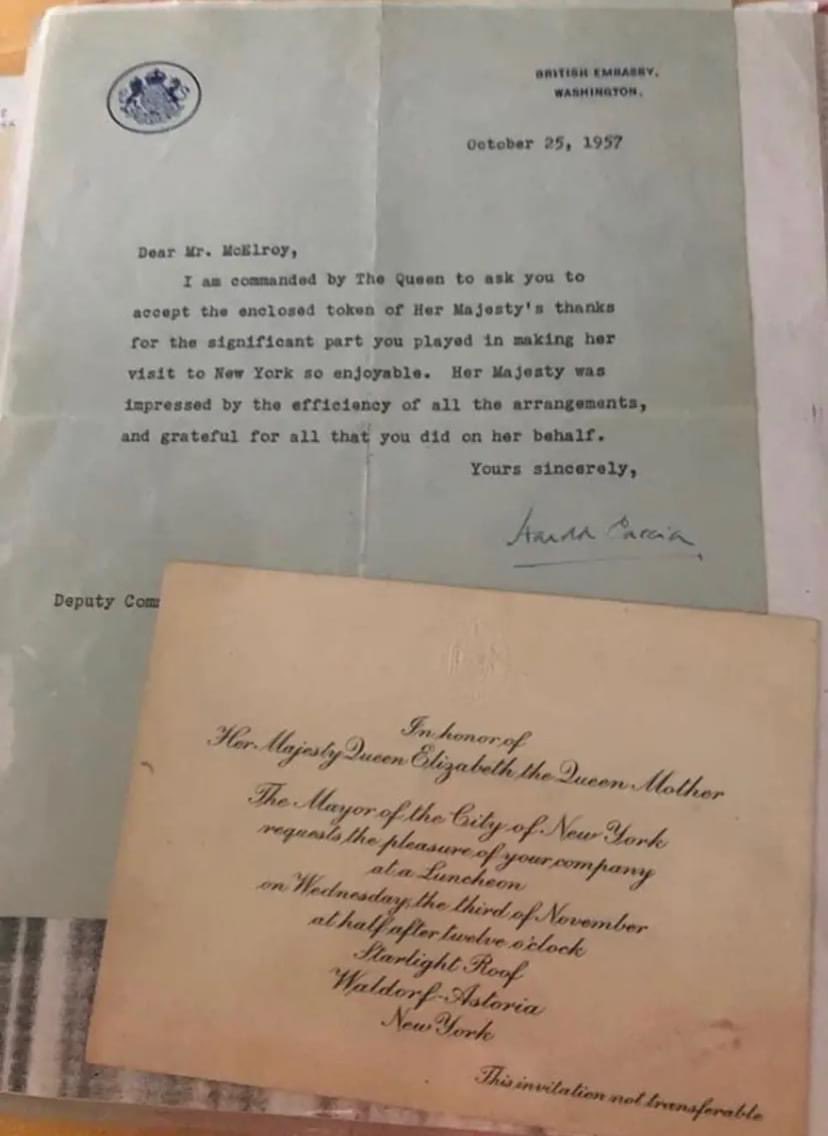 BRITISH EMBASSY,
WASHINGTON.
October 25, 1957
Dear Mr. McElroy,
I am commanded by The Queen to ask you to
accept the enclosed token of Her Majesty's thanks
for the significant part you played in making her
visit to New York so enjoyable. Her Majesty was
impressed by the efficiency of all the arrangements,
and grateful for all that you did on her behalf.
Yours sincerely,
Harold Caccia
Deputy Com
In honor of
Her Majesty Queen Elizabeth the Queen Mother
The Mayor of the City of New York
requests the pleasure of your company
at a Luncheon
on Wednesday, the third of November
at half after twelve o'clock
Starlight Roof
Waldorf-Astoria
New York
This invitation not transferable